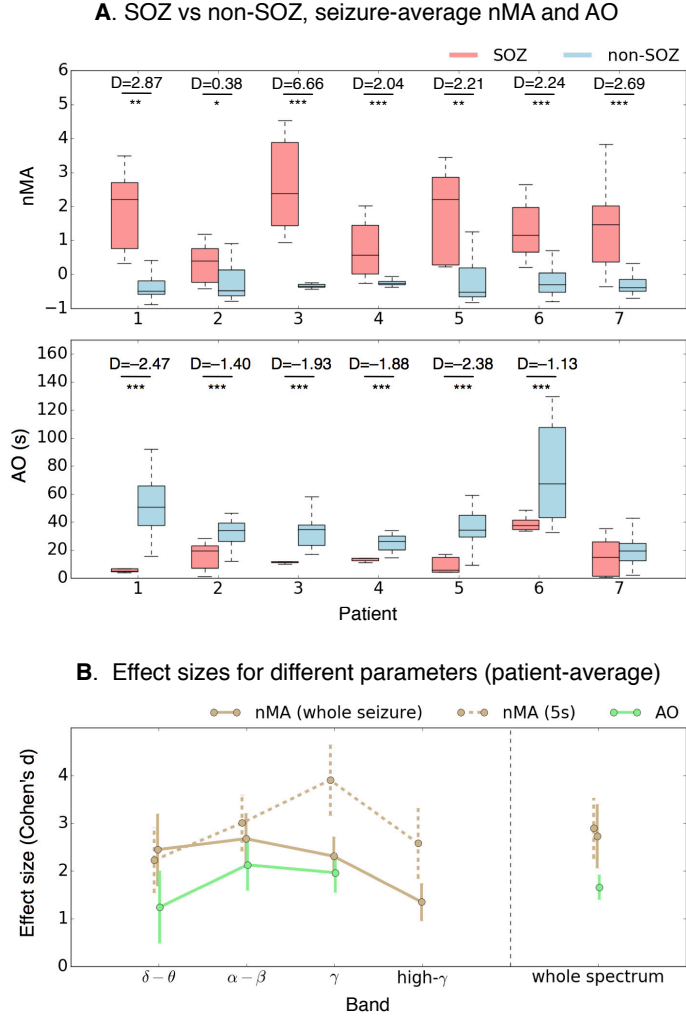 A. SOZ vs non-SOZ, seizure-average nMA and AO
SOZ non-SOZ
6
5
4
3
2
1
0
−1
nMA
D=2.87 D=0.38 D=6.66 D=2.04 D=2.21 D=2.24 D=2.69
** * *** *** ** *** ***
1 2 3 4 5 6 7
160
140
120
100
80
60
40
20
0
AO (s)
D=−2.47 D=−1.40 D=−1.93 D=−1.88 D=−2.38 D=−1.13
*** *** *** *** *** ***
1 2 3 4 5 6 7
Patient
B. Effect sizes for different parameters (patient-average)
nMA (whole seizure) nMA (5s) AO
4
3
2
1
0
Effect size (Cohen's d)
δ − θ α − β γ high-γ whole spectrum
Band